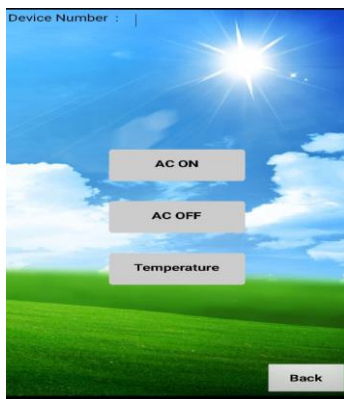 Device Number :
AC ON
AC OFF
Temperature
Back